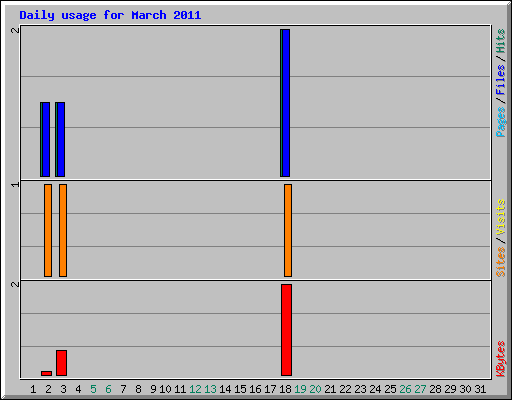 Daily usage for March 2011
2
1
2
Pages / Files / Hits
Sites / Visits
KBytes
1 2 3 4 5 6 7 8 9 10 11 12 13 14 15 16 17 18 19 20 21 22 23 24 25 26 27 28 29 30 31